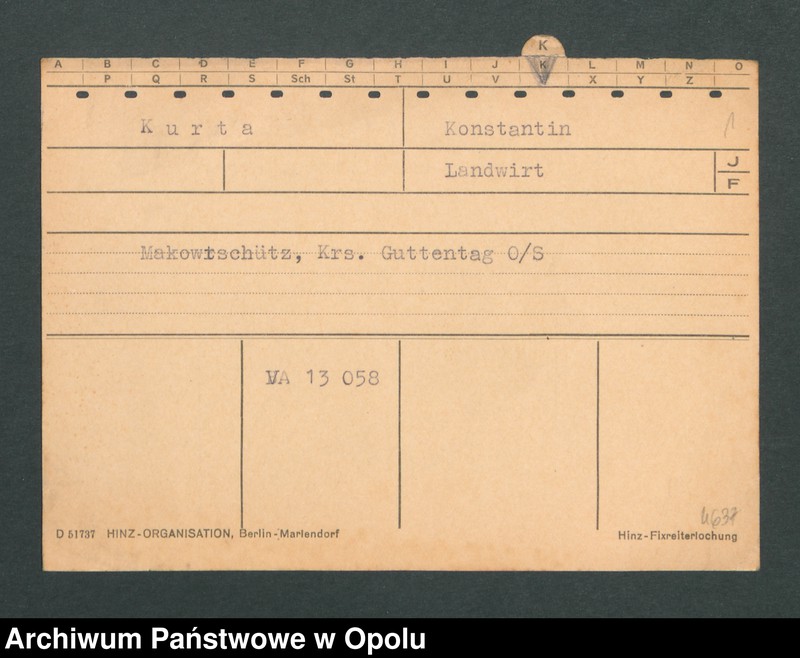 K
A B C D E F G H I J K L M N O
P Q R S Sch St T U V X Y Z
Kurta Konstantin
Landwirt J
F
Makowtschütz, Krs. Guttentag O/S
VA 13 058
4637
D 51737 HINZ-ORGANISATION, Berlin-Mariendorf Hinz-Fixreiterlochung
Archiwum Państwowe w Opolu